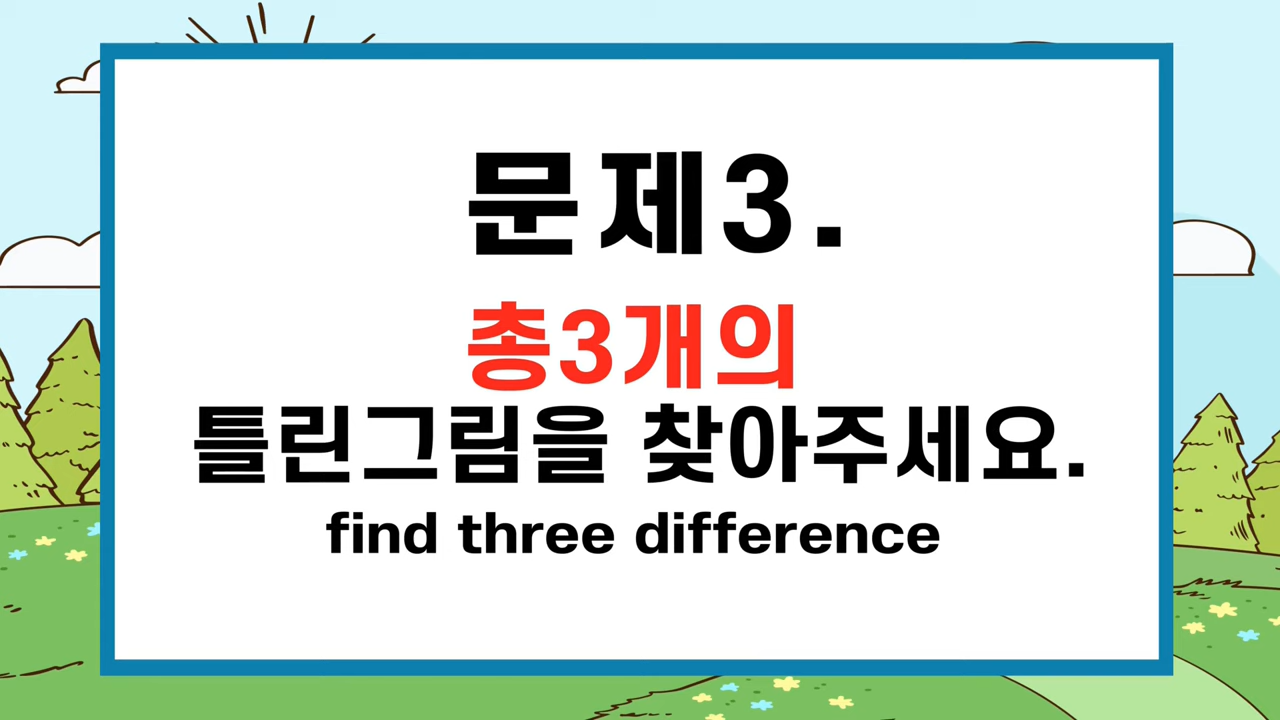 문제3.
총3개의
틀린그림을 찾아주세요.
find three difference